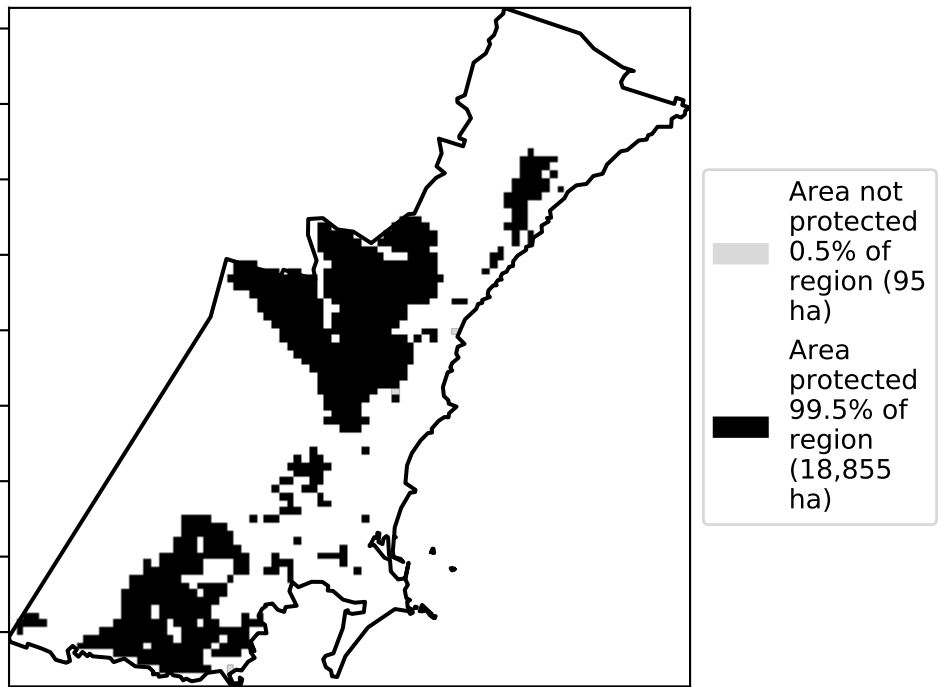 Area not
protected
0.5% of
region (95
ha)
Area
protected
99.5% of
region
(18,855
ha)